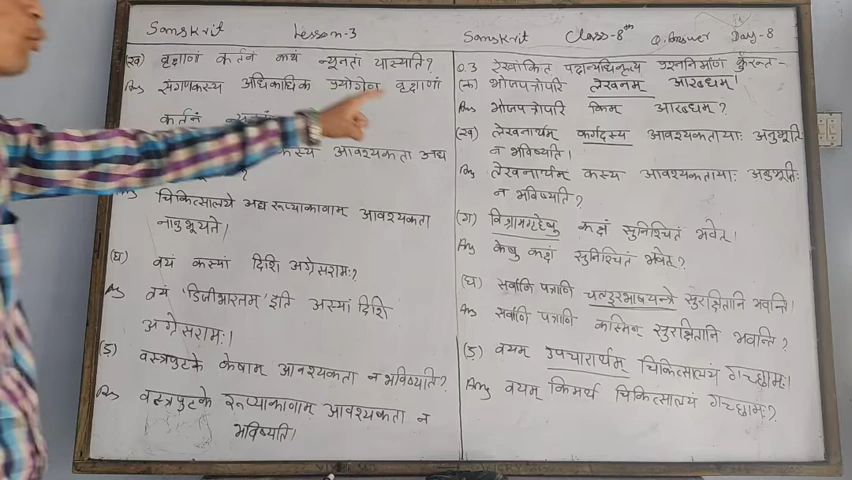 Sanskrit Lesson-3
(ख) वृक्षाणां कर्तनं कथं न्यूनतां यास्यति?
Ans संगणकस्य अधिकाधिक प्रयोगेन वृक्षाणां
कर्तनं
कस्य आवश्यकता अद्य
?
चिकित्सालये अद्य रूप्याकाणाम् आवश्यकता
नानुभूयते।
(घ) वयं कस्यां दिशि अग्रेसरामः?
Ans वयं 'डिजीभारतम्' इति अस्यां दिशि
अग्रेसरामः।
(ङ) वस्त्रपुटके केषाम् आवश्यकता न भविष्यति?
Ans वस्त्रपुटके रूप्याकाणाम् आवश्यकता न
भविष्यति।
Sanskrit Class-8th Q.Answer Day-8
Q.3 रेखांकित पदान्यधिकृत्य प्रश्ननिर्माणं कुरुत-
(क) भोजपत्रोपरि लेखनम् आरब्धम्।
Ans भोजपत्रोपरि किम् आरब्धम्?
(ख) लेखनार्थम् कर्गदस्य आवश्यकतायाः अनुभूति
न भविष्यति।
Ans लेखनार्थम् कस्य आवश्यकतायाः अनुभूतिः
न भविष्यति?
(ग) विश्रामगृहेषु कक्षं सुनिश्चितं भवेत्।
Ans केषु कक्षं सुनिश्चितं भवेत्?
(घ) सर्वाणि पत्राणि चलदूरभाषयन्त्रे सुरक्षितानि भवन्ति।
Ans सर्वाणि पत्राणि कस्मिन् सुरक्षितानि भवन्ति?
(ङ) वयम् उपचारार्थम् चिकित्सालयं गच्छामः।
Ans वयम् किमर्थं चिकित्सालयं गच्छामः?